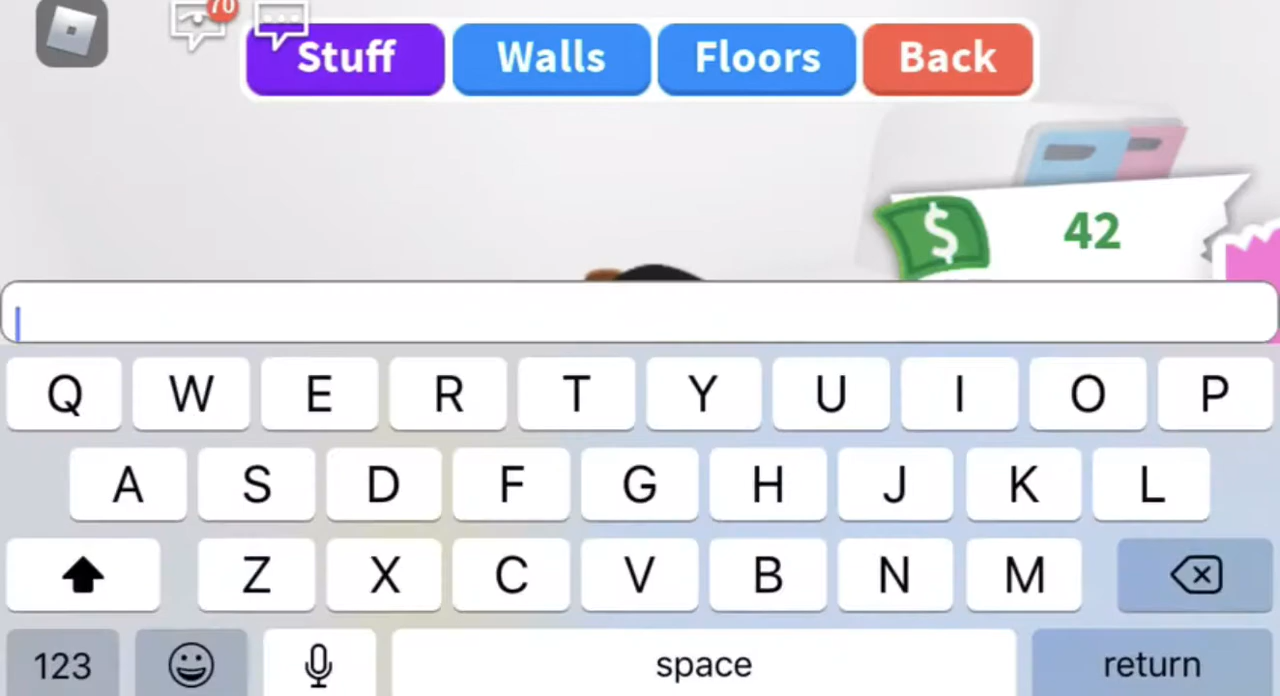 70
Stuff Walls Floors Back
$ 42
Q W E R T Y U I O P
A S D F G H J K L
Z X C V B N M
123 space return